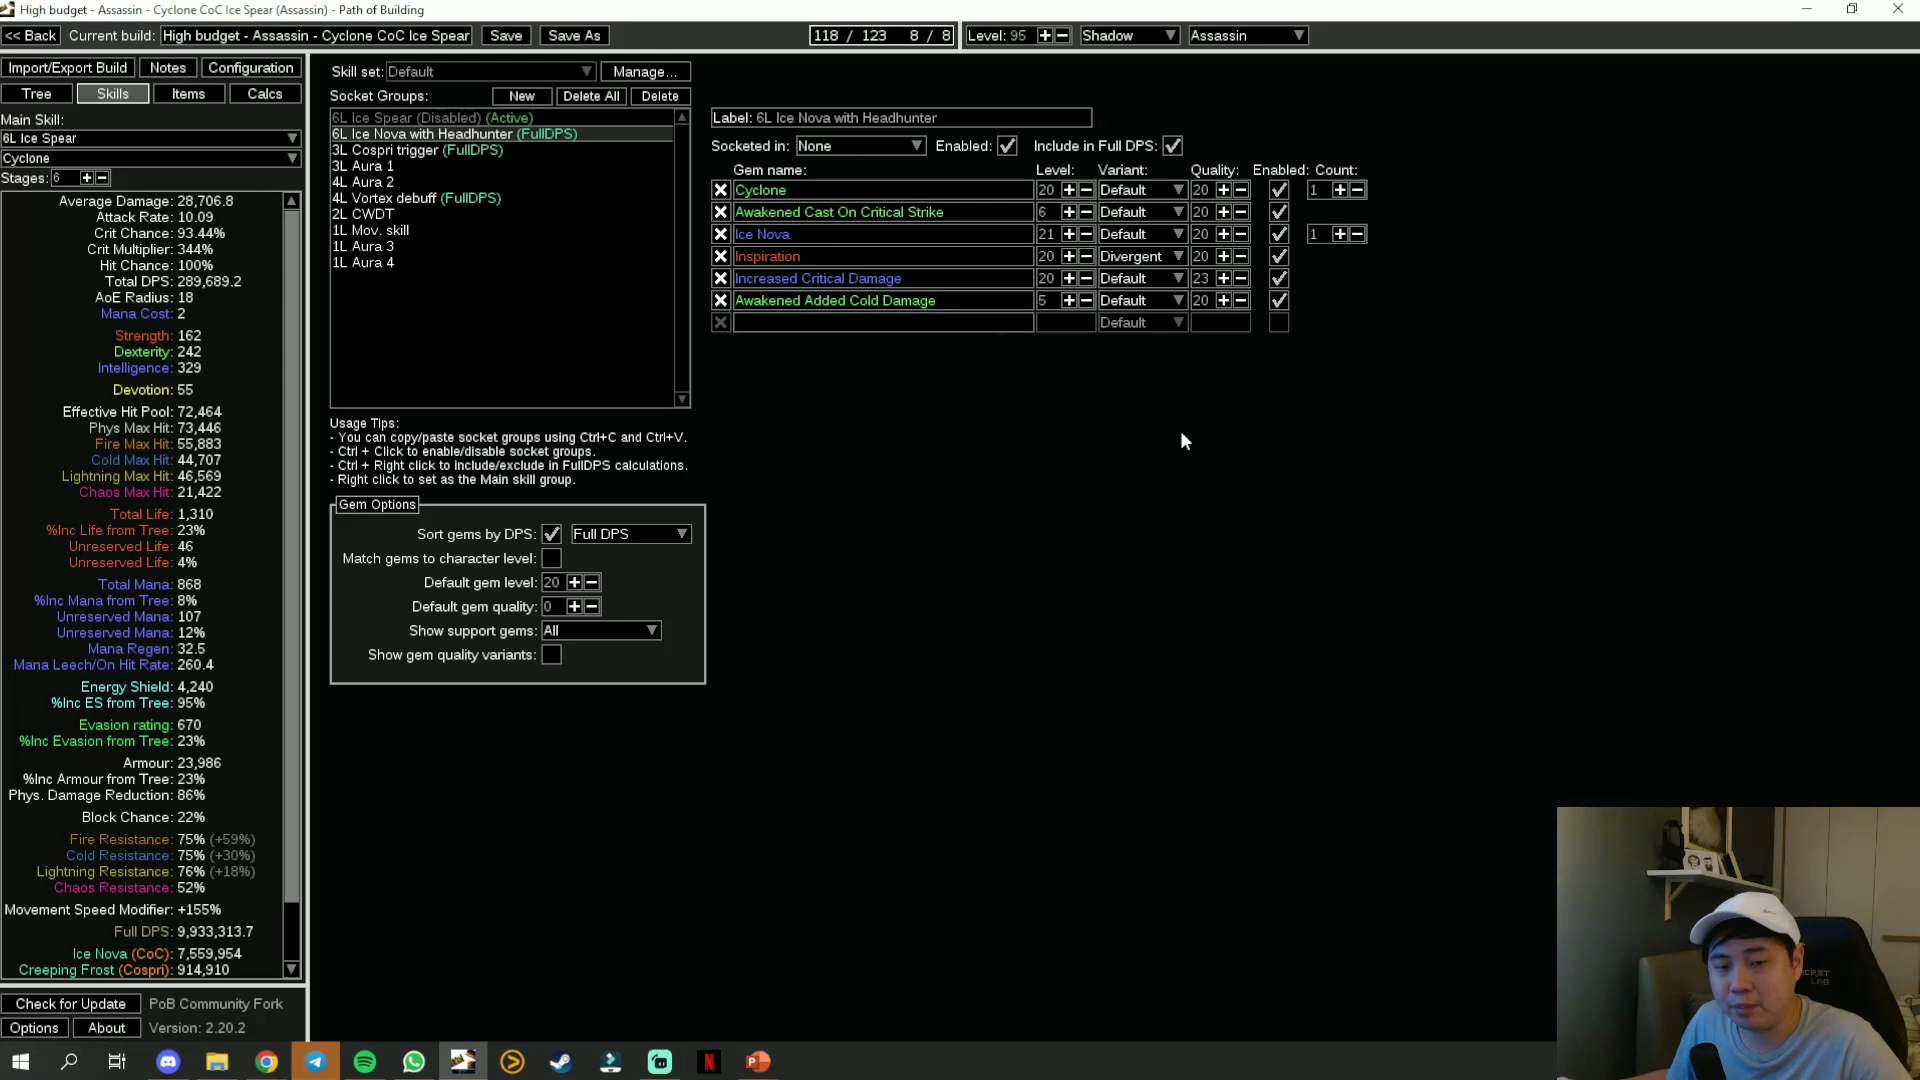 High budget - Assassin - Cyclone CoC Ice Spear (Assassin) - Path of Building
<< Back Current build: High budget - Assassin - Cyclone CoC Ice Spear Save Save As 118 / 123 8 / 8 Level: 95 Shadow Assassin
Import/Export Build Notes Configuration
Tree Skills Items Calcs
Main Skill:
6L Ice Spear
Cyclone
Stages: 6
Average Damage: 28,706.8
Attack Rate: 10.09
Crit Chance: 93.44%
Crit Multiplier: 344%
Hit Chance: 100%
Total DPS: 289,689.2
AoE Radius: 18
Mana Cost: 2
Strength: 162
Dexterity: 242
Intelligence: 329
Devotion: 55
Effective Hit Pool: 72,464
Phys Max Hit: 73,446
Fire Max Hit: 55,883
Cold Max Hit: 44,707
Lightning Max Hit: 46,569
Chaos Max Hit: 21,422
Total Life: 1,310
%Inc Life from Tree: 23%
Unreserved Life: 46
Unreserved Life: 4%
Total Mana: 868
%Inc Mana from Tree: 8%
Unreserved Mana: 107
Unreserved Mana: 12%
Mana Regen: 32.5
Mana Leech/On Hit Rate: 260.4
Energy Shield: 4,240
%Inc ES from Tree: 95%
Evasion rating: 670
%Inc Evasion from Tree: 23%
Armour: 23,986
%Inc Armour from Tree: 23%
Phys. Damage Reduction: 86%
Block Chance: 22%
Fire Resistance: 75% (+59%)
Cold Resistance: 75% (+30%)
Lightning Resistance: 76% (+18%)
Chaos Resistance: 52%
Movement Speed Modifier: +155%
Full DPS: 9,933,313.7
Ice Nova (CoC): 7,559,954
Creeping Frost (Cospri): 914,910
Check for Update PoB Community Fork
Options About Version: 2.20.2
Skill set: Default Manage...
Socket Groups: New Delete All Delete
6L Ice Spear (Disabled) (Active)
6L Ice Nova with Headhunter (FullDPS)
3L Cospri trigger (FullDPS)
3L Aura 1
4L Aura 2
4L Vortex debuff (FullDPS)
2L CWDT
1L Mov. skill
1L Aura 3
1L Aura 4
Usage Tips:
- You can copy/paste socket groups using Ctrl+C and Ctrl+V.
- Ctrl + Click to enable/disable socket groups.
- Ctrl + Right click to include/exclude in FullDPS calculations.
- Right click to set as the Main skill group.
Gem Options
Sort gems by DPS: Full DPS
Match gems to character level:
Default gem level: 20
Default gem quality: 0
Show support gems: All
Show gem quality variants:
Label: 6L Ice Nova with Headhunter
Socketed in: None Enabled: Include in Full DPS:
Gem name: Level: Variant: Quality: Enabled: Count:
Cyclone 20 Default 20 1
Awakened Cast On Critical Strike 6 Default 20
Ice Nova 21 Default 20 1
Inspiration 20 Divergent 20
Increased Critical Damage 20 Default 23
Awakened Added Cold Damage 5 Default 20
Default